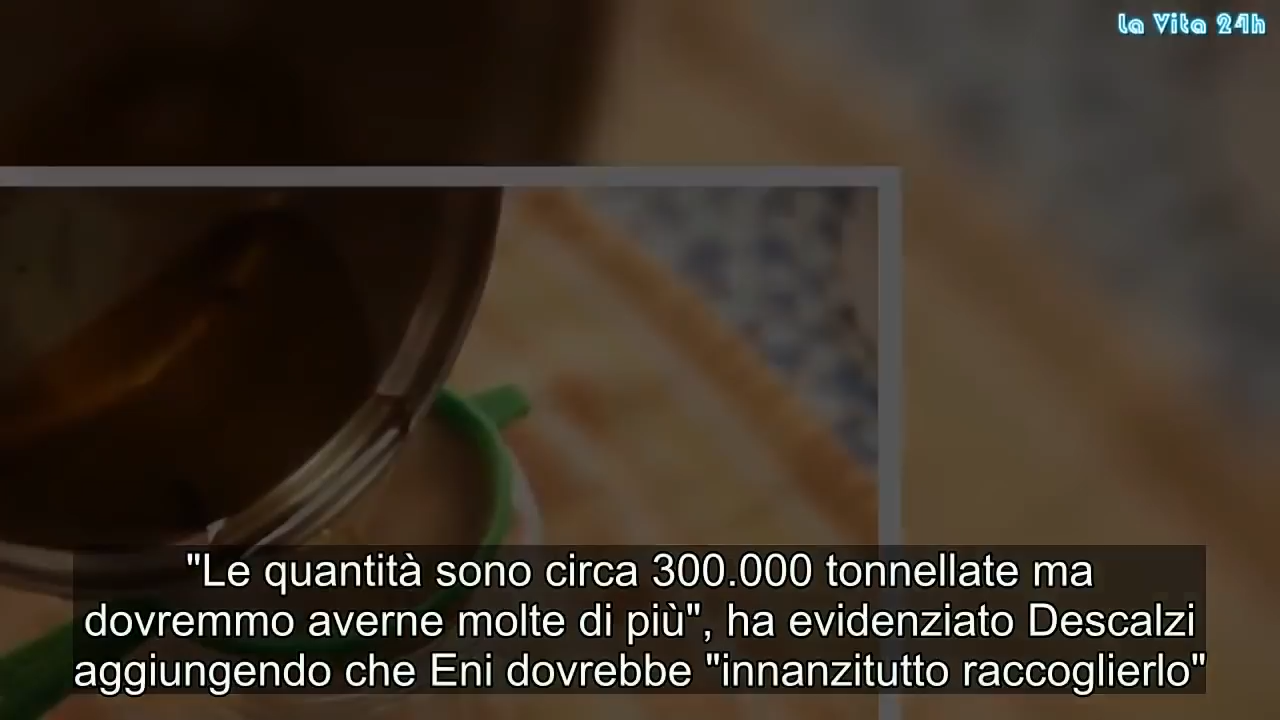 la Vita 24h
"Le quantità sono circa 300.000 tonnellate ma
dovremmo averne molte di più", ha evidenziato Descalzi
aggiungendo che Eni dovrebbe "innanzitutto raccoglierlo"